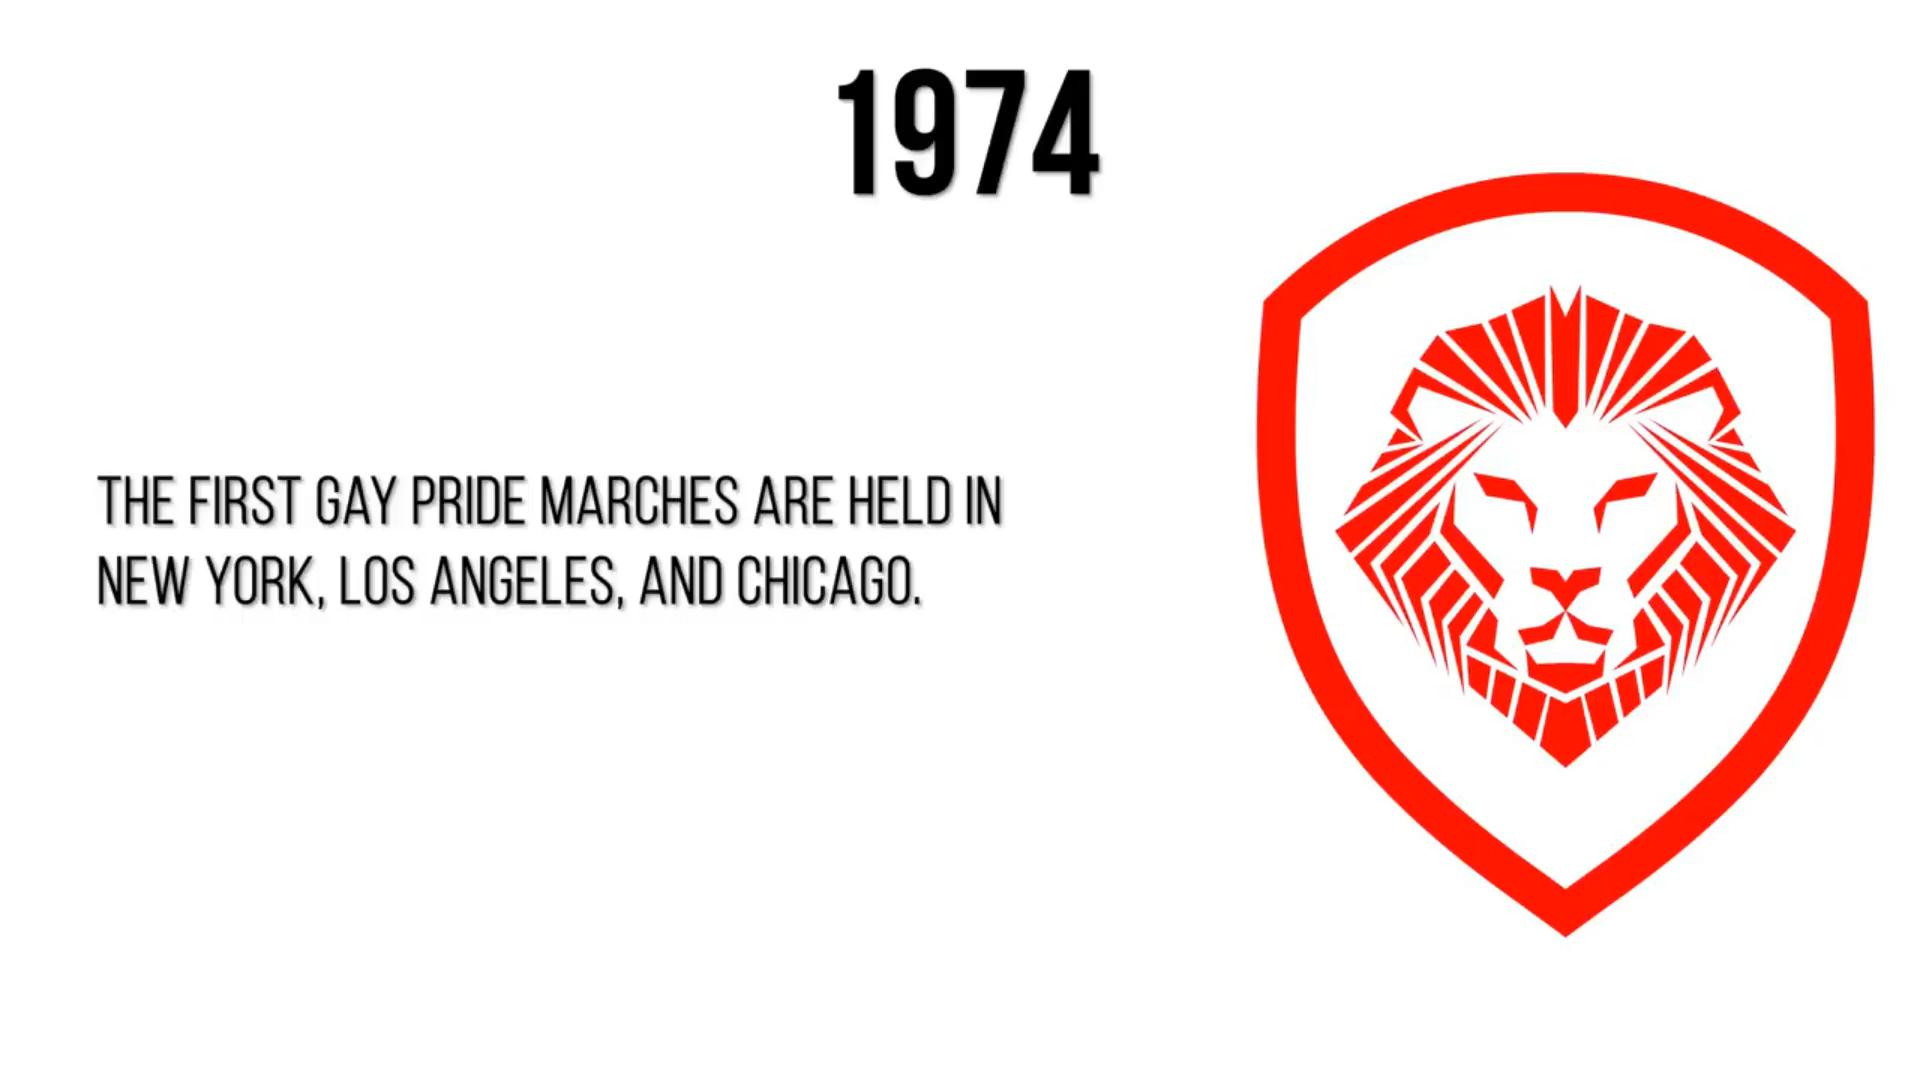 1974
THE FIRST GAY PRIDE MARCHES ARE HELD IN
NEW YORK, LOS ANGELES, AND CHICAGO.